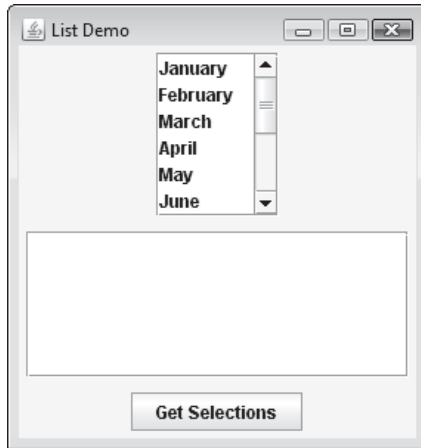 List Demo
January
February
March
April
May
June
Get Selections